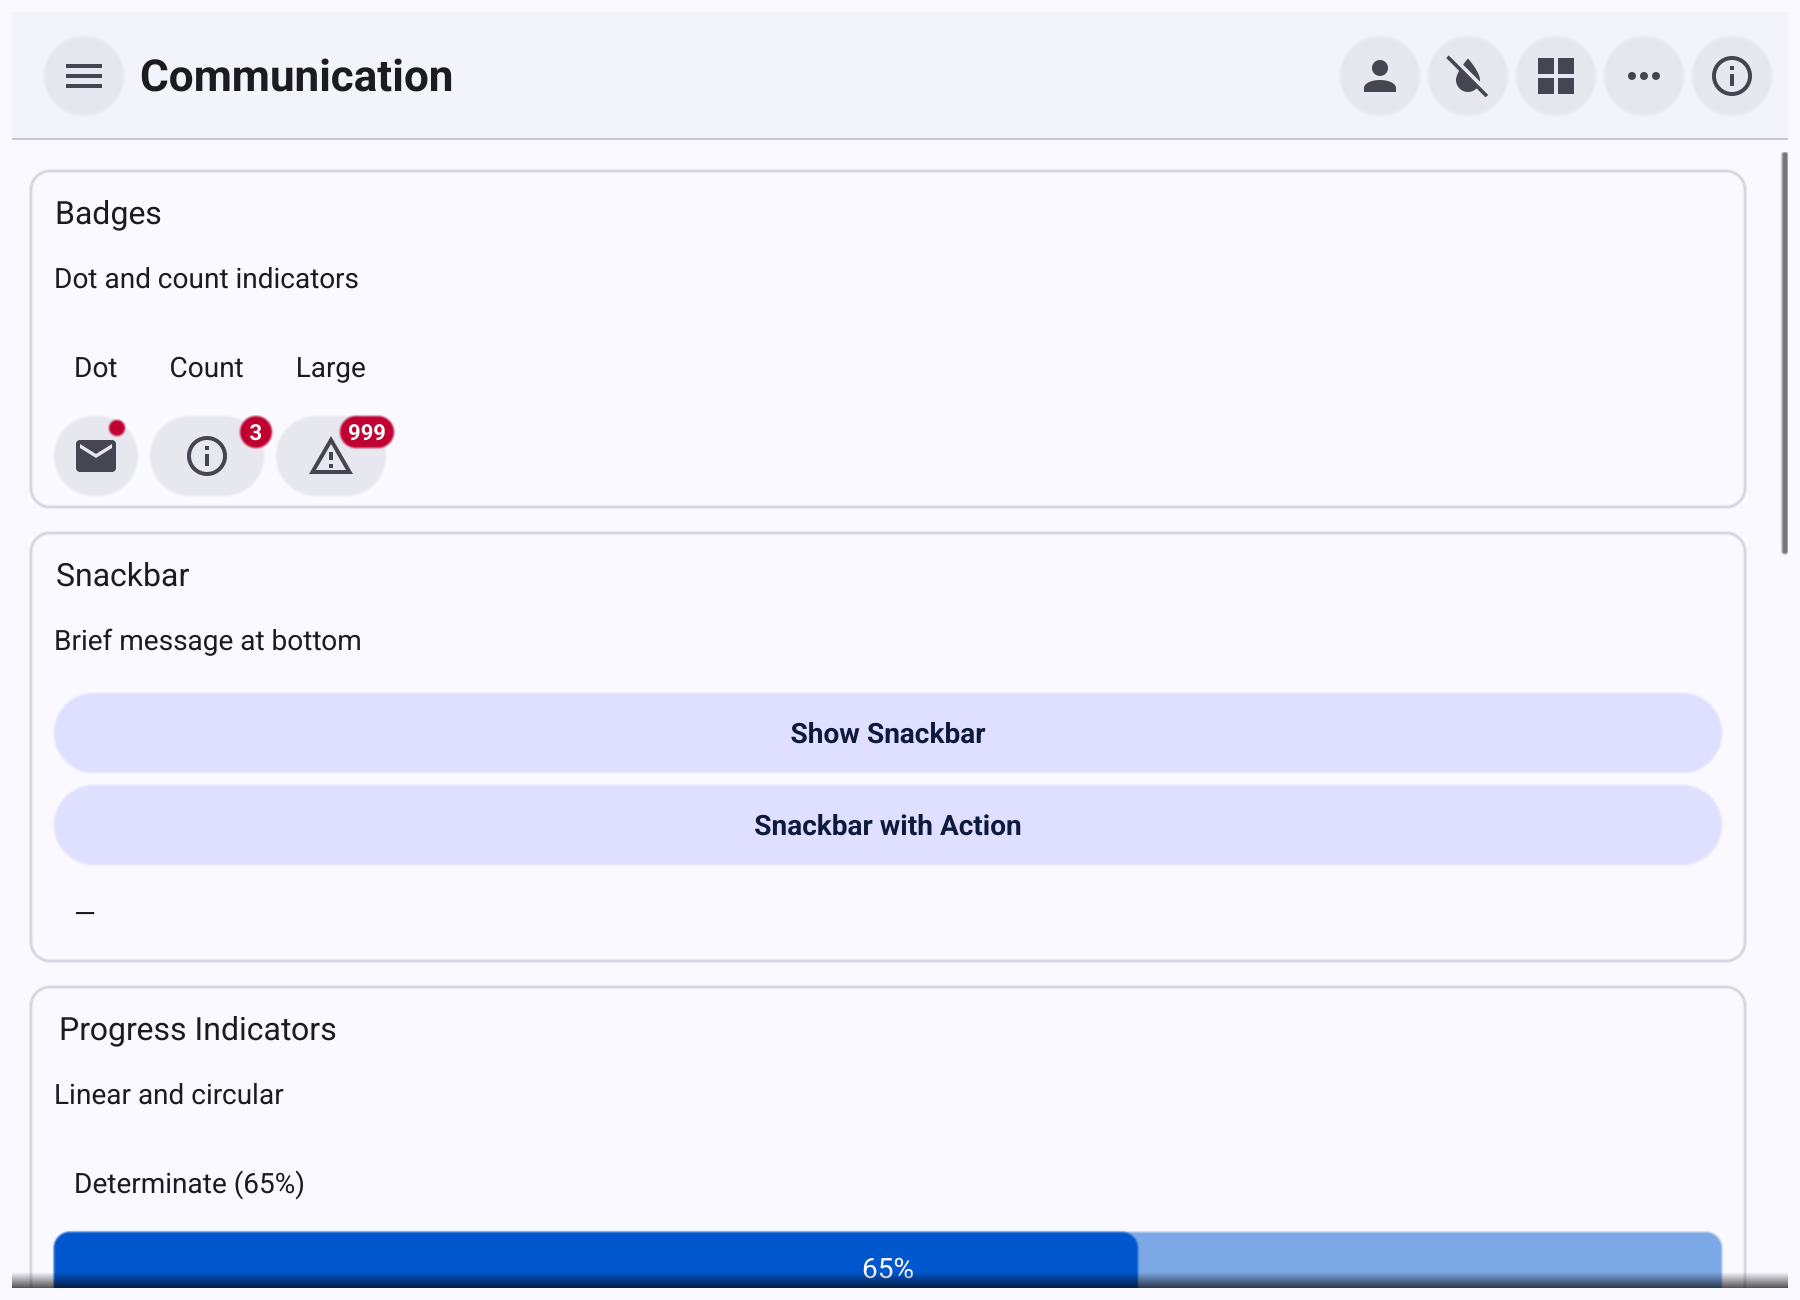 Communication
Badges
Dot and count indicators
Dot Count Large
3 999
Snackbar
Brief message at bottom
Show Snackbar
Snackbar with Action
—
Progress Indicators
Linear and circular
Determinate (65%)
65%